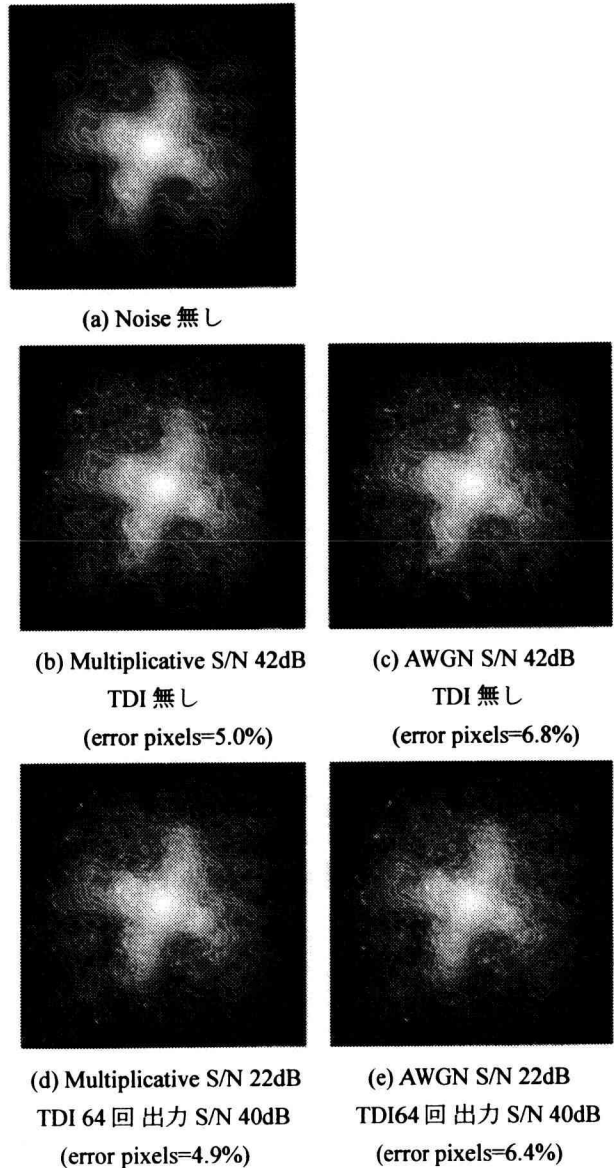 (a) Noise 無し
(b) Multiplicative S/N 42dB
TDI 無し
(error pixels=5.0%)
(c) AWGN S/N 42dB
TDI 無し
(error pixels=6.8%)
(d) Multiplicative S/N 22dB
TDI 64 回 出力 S/N 40dB
(error pixels=4.9%)
(e) AWGN S/N 22dB
TDI64 回 出力 S/N 40dB
(error pixels=6.4%)